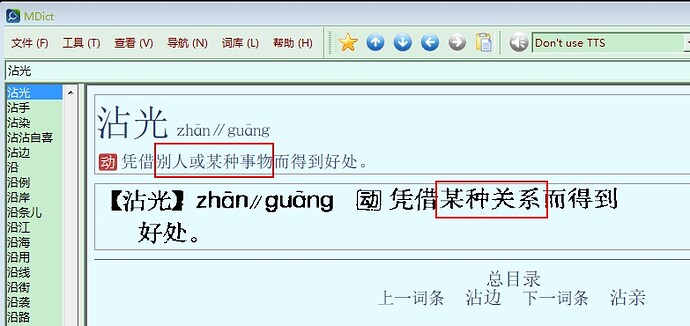 MDict
文件 (F) 工具 (T) 查看 (V) 导航 (N) 词库 (L) 帮助 (H) Don't use TTS
沾光
沾光
沾手
沾染
沾沾自喜
沾边
沿
沿例
沿岸
沿条儿
沿江
沿海
沿用
沿线
沿街
沿袭
沿路
沾光 zhān∥guāng
动 凭借别人或某种事物而得到好处。
【沾光】zhān∥guāng 动 凭借某种关系而得到
好处。
总目录
上一词条 沾边 下一词条 沾亲